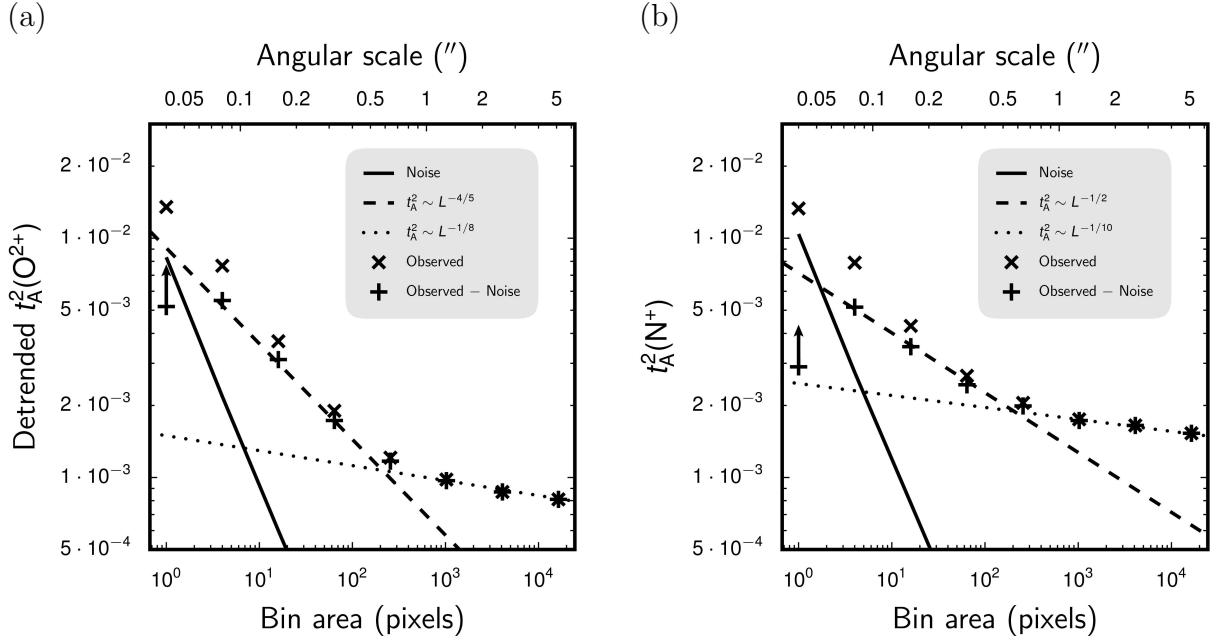 (a)
Angular scale (″)
0.05 0.1 0.2 0.5 1 2 5
2 · 10⁻²
1 · 10⁻²
5 · 10⁻³
2 · 10⁻³
1 · 10⁻³
5 · 10⁻⁴
Detrended t²_A(O²⁺)
Noise
t²_A ∼ L^−4/5
t²_A ∼ L^−1/8
Observed
Observed − Noise
10⁰ 10¹ 10² 10³ 10⁴
Bin area (pixels)
(b)
Angular scale (″)
0.05 0.1 0.2 0.5 1 2 5
2 · 10⁻²
1 · 10⁻²
5 · 10⁻³
2 · 10⁻³
1 · 10⁻³
5 · 10⁻⁴
t²_A(N⁺)
Noise
t²_A ∼ L^−1/2
t²_A ∼ L^−1/10
Observed
Observed − Noise
10⁰ 10¹ 10² 10³ 10⁴
Bin area (pixels)